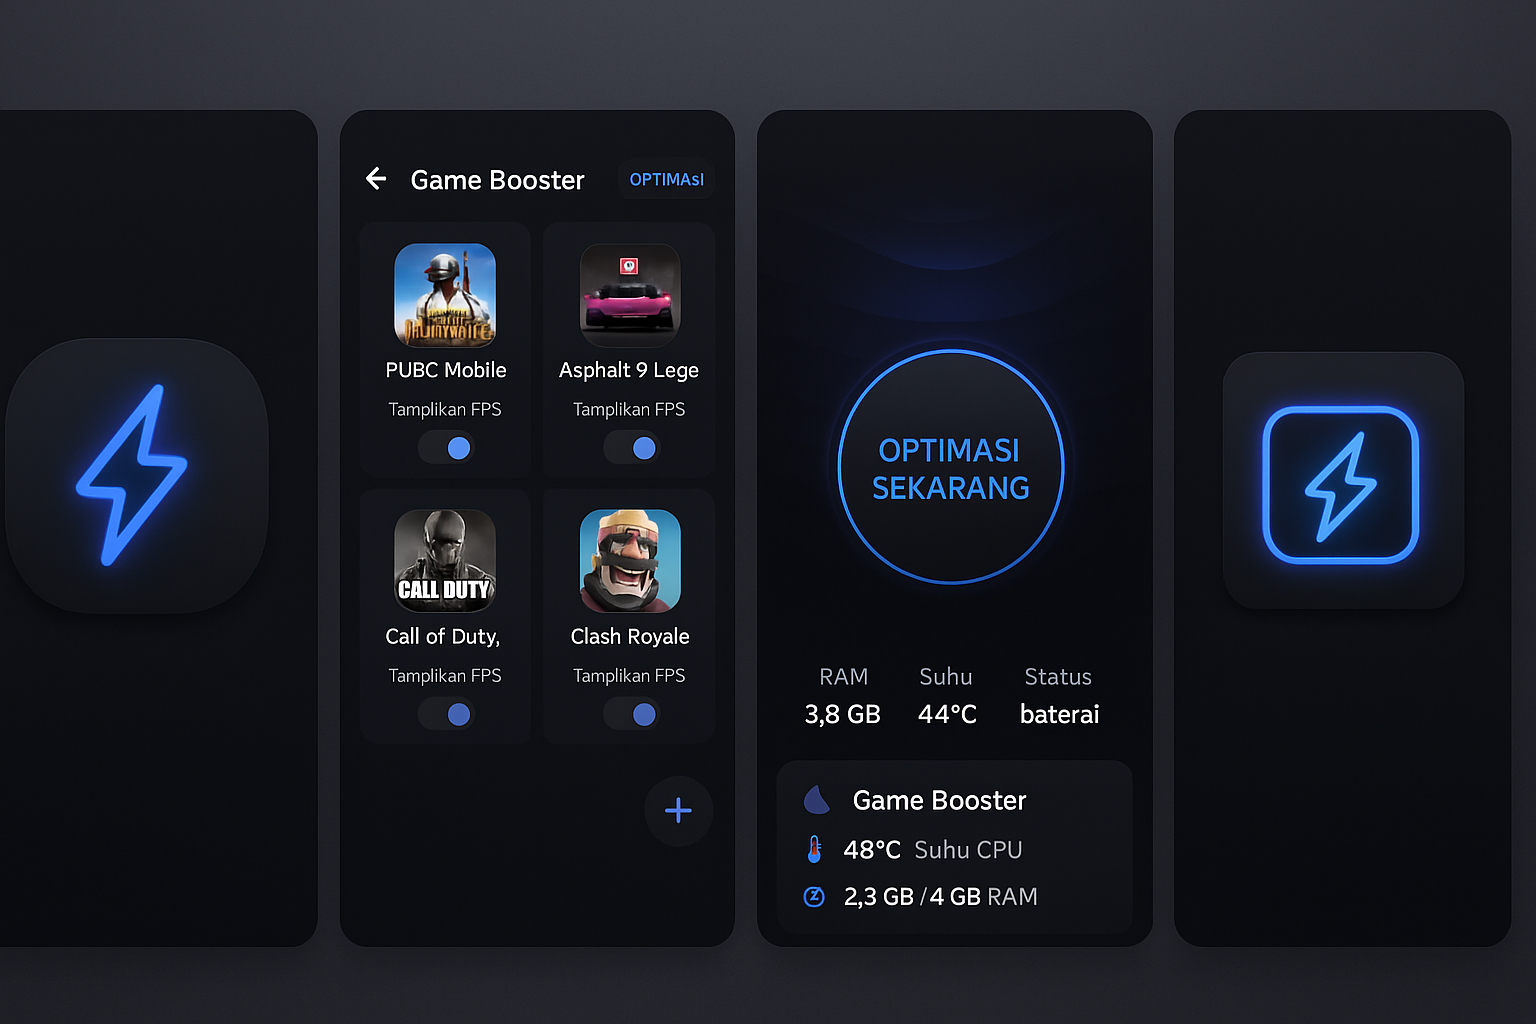 Game Booster
OPTIMAsI
PUBC Mobile
Asphalt 9 Lege
Tamplikan FPS
Tamplikan FPS
CALL DUTY
Call of Duty,
Clash Royale
Tamplikan FPS
Tamplikan FPS
OPTIMASI
SEKARANG
RAM
Suhu
Status
3,8 GB
44°C
baterai
Game Booster
48°C Suhu CPU
2,3 GB / 4 GB RAM